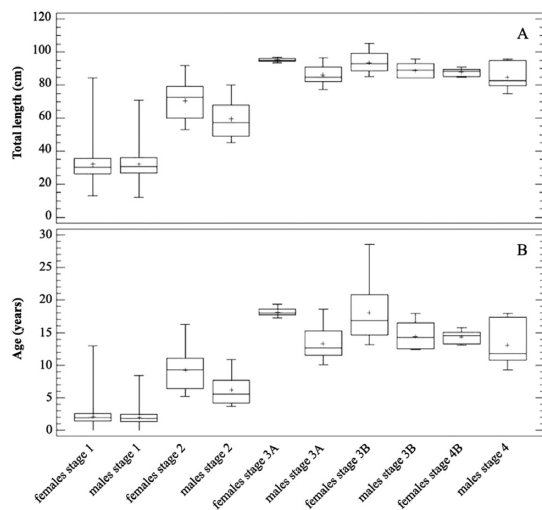 120
A
100
80
60
40
20
0
Total length (cm)
30
B
25
20
15
10
5
0
Age (years)
females stage 1
males stage 1
females stage 2
males stage 2
females stage 3A
males stage 3A
females stage 3B
males stage 3B
females stage 4B
males stage 4